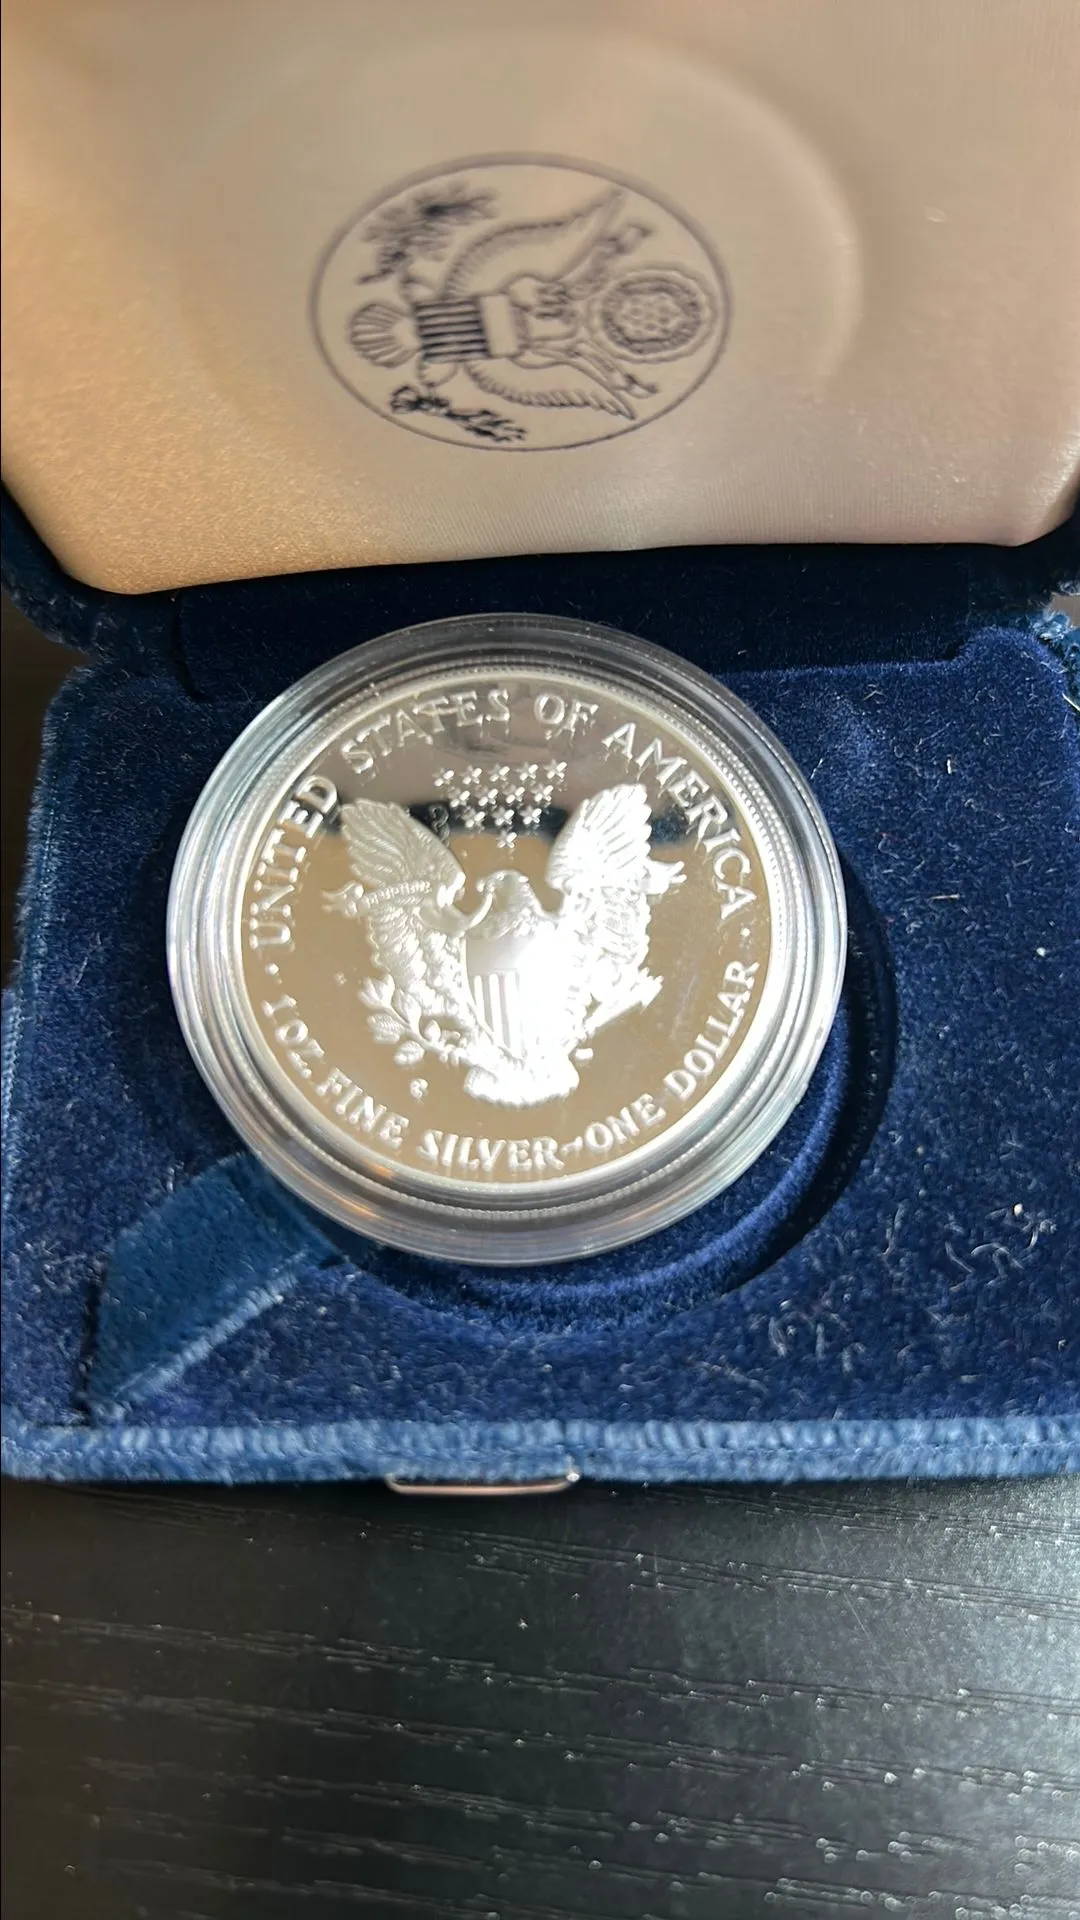 UNITED STATES OF AMERICA
1 OZ. FINE SILVER~ONE DOLLAR